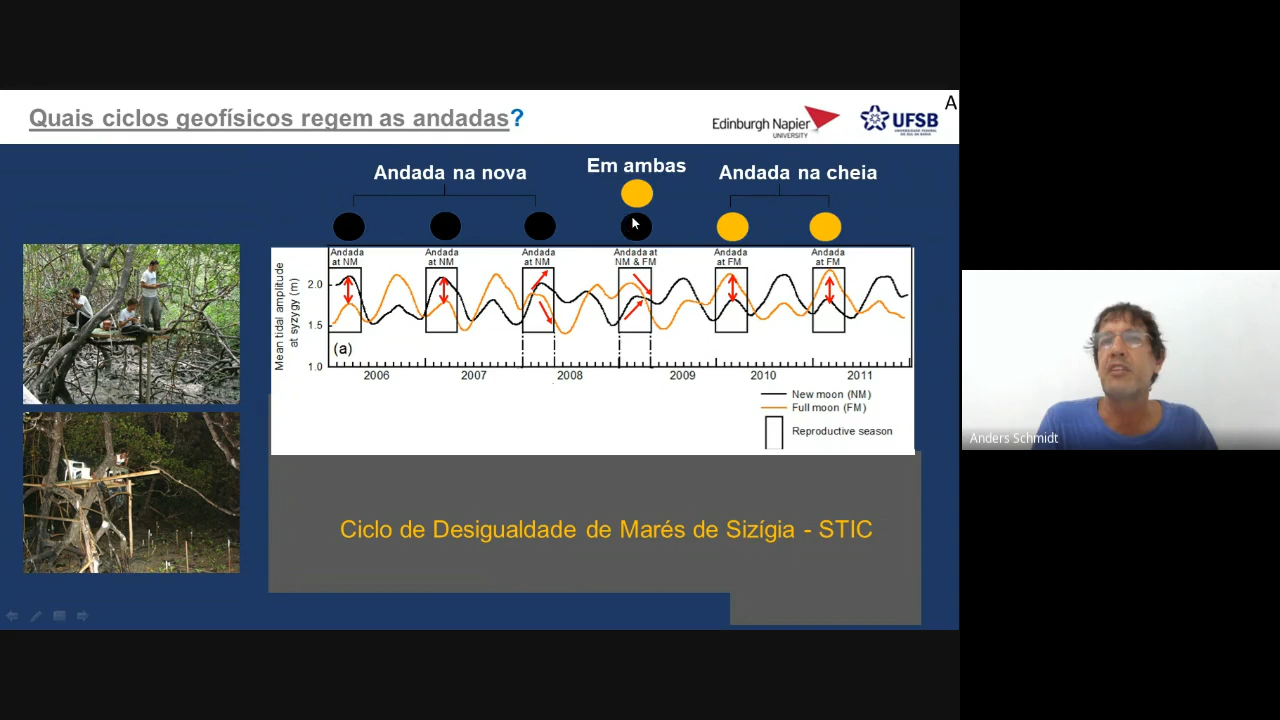 Quais ciclos geofísicos regem as andadas?
Edinburgh Napier
UNIVERSITY
UFSB
A
Andada na nova
Em ambas
Andada na cheia
Andada
at NM
Andada
at NM
Andada
at NM
Andada at
NM & FM
Andada
at FM
Andada
at FM
Mean tidal amplitude
at syzygy (m)
2.0
1.5
1.0
(a)
2006
2007
2008
2009
2010
2011
New moon (NM)
Full moon (FM)
Reproductive season
Ciclo de Desigualdade de Marés de Sizígia - STIC
Anders Schmidt